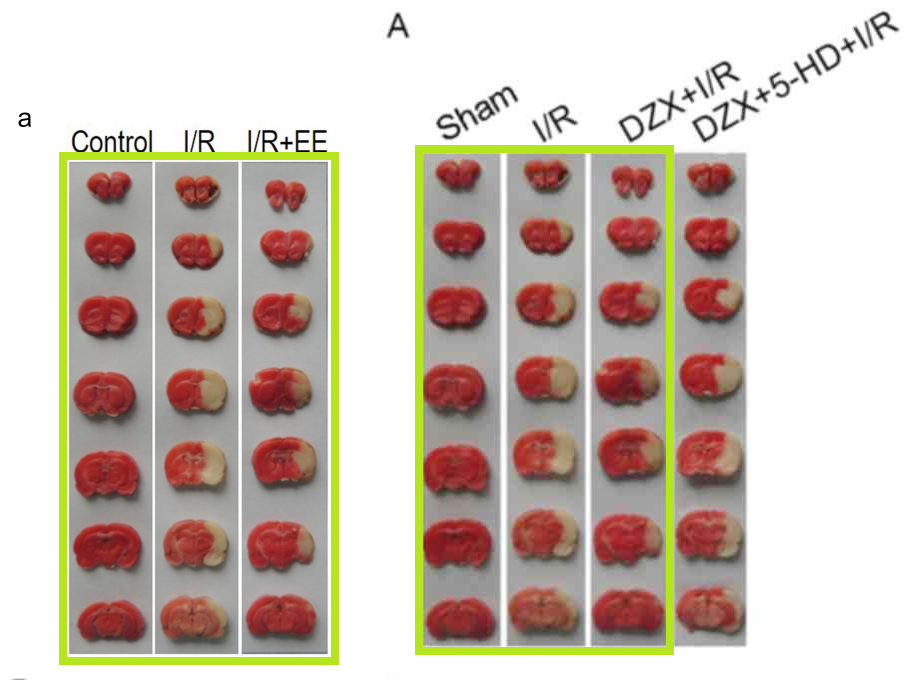 A
a
Control I/R I/R+EE
Sham I/R DZX+I/R DZX+5-HD+I/R